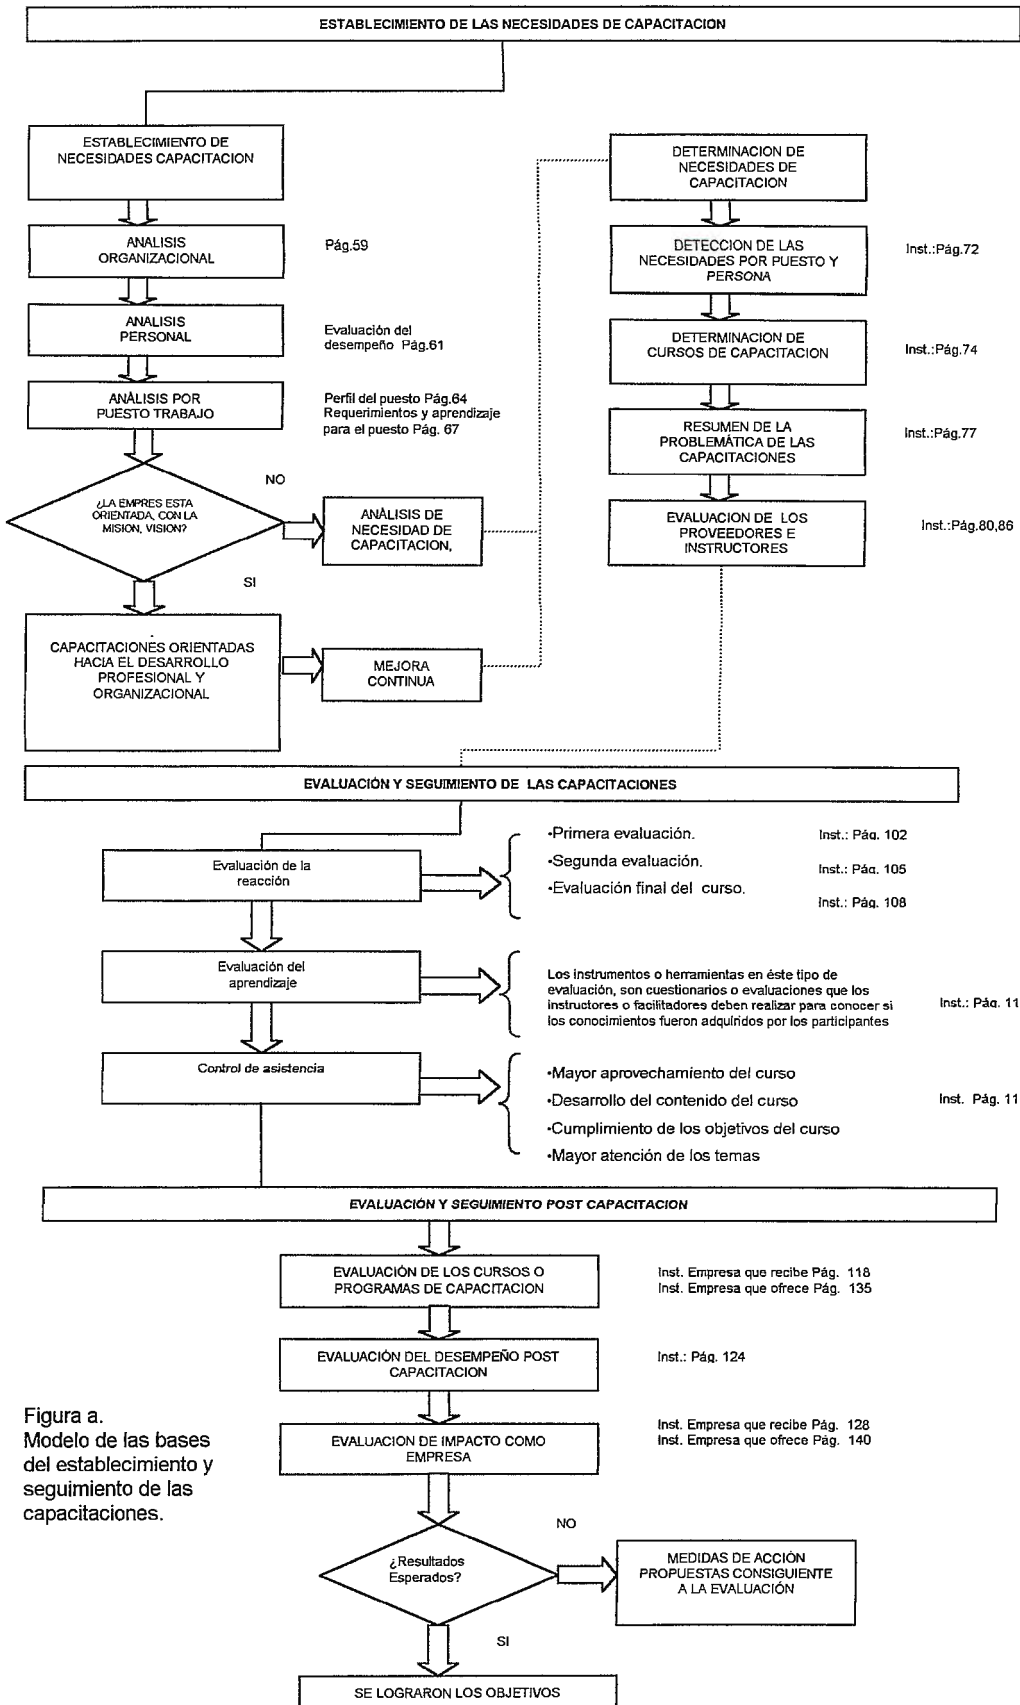 ESTABLECIMIENTO DE LAS NECESIDADES DE CAPACITACION
ESTABLECIMIENTO DE
NECESIDADES CAPACITACION
ANALISIS
ORGANIZACIONAL
Pág.59
ANALISIS
PERSONAL
Evaluación del
desempeño Pág.61
ANÀLISIS POR
PUESTO TRABAJO
Perfil del puesto Pág.64
Requerimientos y aprendizaje
para el puesto Pág. 67
¿LA EMPRES ESTA
ORIENTADA, CON LA
MISION, VISION?
NO
ANÀLISIS DE
NECESIDAD DE
CAPACITACION,
SI
CAPACITACIONES ORIENTADAS
HACIA EL DESARROLLO
PROFESIONAL Y
ORGANIZACIONAL
MEJORA
CONTINUA
DETERMINACION DE
NECESIDADES DE
CAPACITACION
DETECCION DE LAS
NECESIDADES POR PUESTO Y
PERSONA
Inst.:Pág.72
DETERMINACION DE
CURSOS DE CAPACITACION
Inst.:Pág.74
RESUMEN DE LA
PROBLEMÁTICA DE LAS
CAPACITACIONES
Inst.:Pág.77
EVALUACION DE LOS
PROVEEDORES E
INSTRUCTORES
Inst.:Pág.80,86
EVALUACIÓN Y SEGUIMIENTO DE LAS CAPACITACIONES
Evaluación de la
reacción
•Primera evaluación.
Inst.: Pág. 102
•Segunda evaluación.
Inst.: Pág. 105
•Evaluación final del curso.
Inst.: Pág. 108
Evaluación del
aprendizaje
Los instrumentos o herramientas en éste tipo de
evaluación, son cuestionarios o evaluaciones que los
instructores o facilitadores deben realizar para conocer si
los conocimientos fueron adquiridos por los participantes
Inst.: Pág. 11
Control de asistencia
•Mayor aprovechamiento del curso
•Desarrollo del contenido del curso
Inst. Pág. 11
•Cumplimiento de los objetivos del curso
•Mayor atención de los temas
EVALUACIÓN Y SEGUIMIENTO POST CAPACITACION
EVALUACIÓN DE LOS CURSOS O
PROGRAMAS DE CAPACITACIÓN
Inst. Empresa que recibe Pág. 118
Inst. Empresa que ofrece Pág. 135
EVALUACIÓN DEL DESEMPEÑO POST
CAPACITACION
Inst.: Pág. 124
EVALUACION DE IMPACTO COMO
EMPRESA
Inst. Empresa que recibe Pág. 128
Inst. Empresa que ofrece Pág. 140
Figura a.
Modelo de las bases
del establecimiento y
seguimiento de las
capacitaciones.
¿Resultados
Esperados?
NO
MEDIDAS DE ACCIÓN
PROPUESTAS CONSIGUIENTE
A LA EVALUACIÓN
SI
SE LOGRARON LOS OBJETIVOS